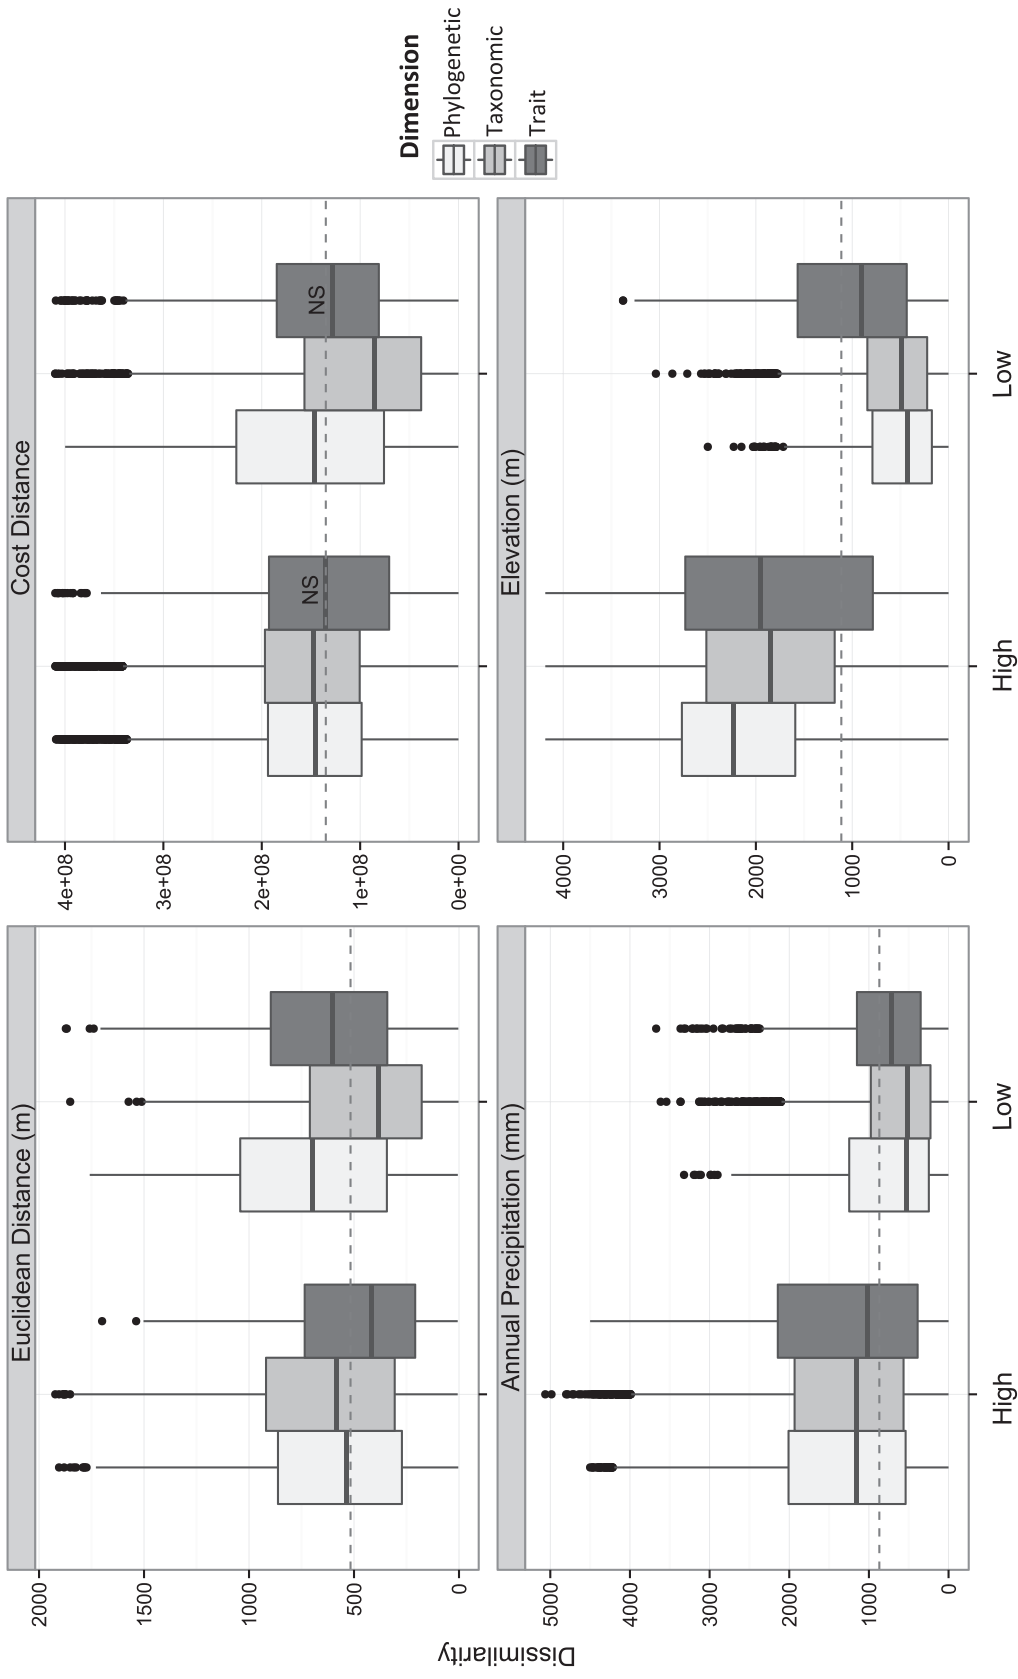 Dissimilarity
Euclidean Distance (m)
2000
1500
1000
500
0
Cost Distance
4e+08
3e+08
2e+08
1e+08
0e+00
NS
NS
Annual Precipitation (mm)
5000
4000
3000
2000
1000
0
High
Low
Elevation (m)
4000
3000
2000
1000
0
High
Low
Dimension
Phylogenetic
Taxonomic
Trait